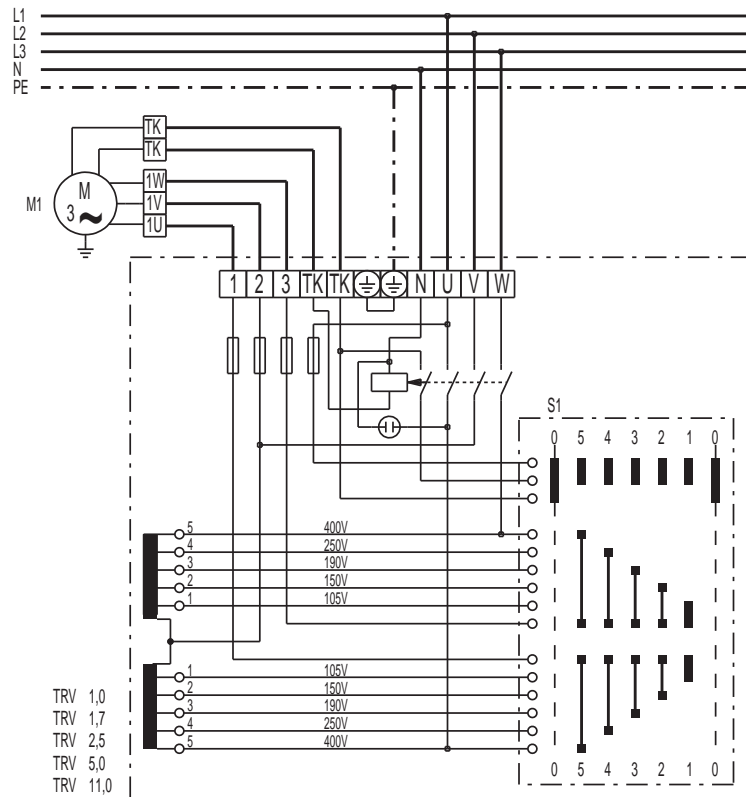 L1
L2
L3
N
PE
TK
TK
1W
1V
1U
M1
M
3
1 2 3 TK TK N U V W
S1
0 5 4 3 2 1 0
5 400V
4 250V
3 190V
2 150V
1 105V
1 105V
2 150V
3 190V
4 250V
5 400V
TRV 1,0
TRV 1,7
TRV 2,5
TRV 5,0
TRV 11,0
0 5 4 3 2 1 0